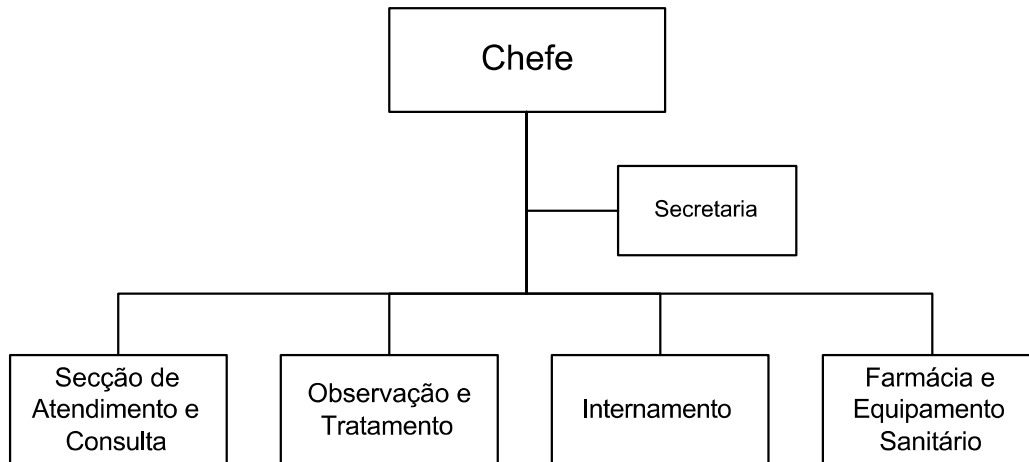 Chefe
Secretaria
Secção de
Atendimento e
Consulta
Observação e
Tratamento
Internamento
Farmácia e
Equipamento
Sanitário